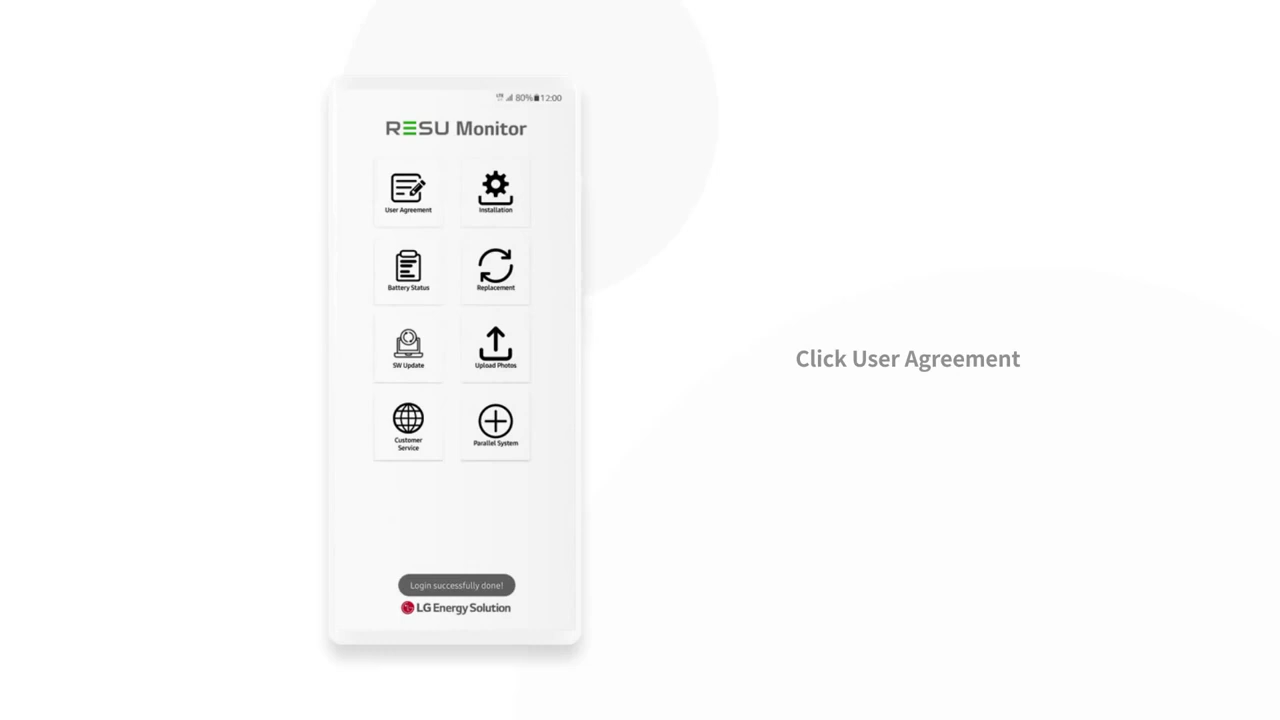 80% 12:00
RESU Monitor
User Agreement
Installation
Battery Status
Replacement
SW Update
Upload Photos
Customer
Service
Parallel System
Click User Agreement
Login successfully done!
LG Energy Solution